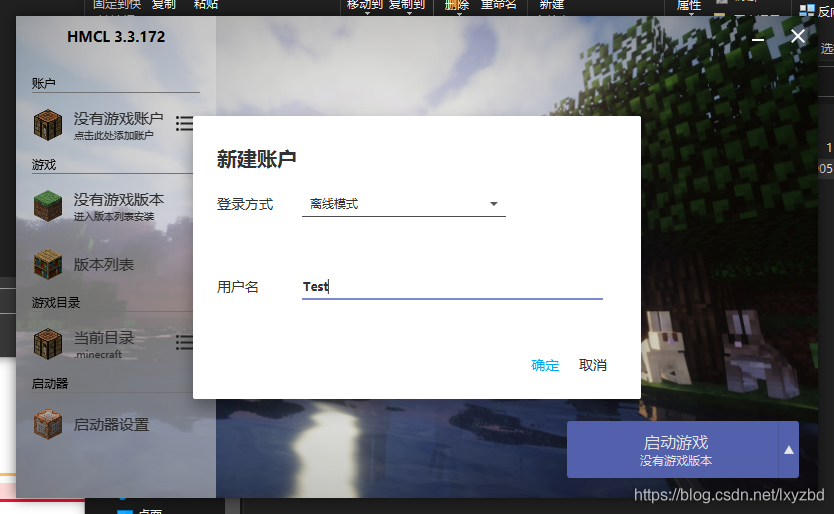 固定到快 复制 粘贴 移动到 复制到 删除 重命名 新建 属性
反向
选
HMCL 3.3.172
账户
没有游戏账户
点击此处添加账户
游戏
没有游戏版本
进入版本列表安装
版本列表
游戏目录
当前目录
.minecraft
启动器
启动器设置
新建账户
登录方式 离线模式
用户名 Test
确定 取消
启动游戏
没有游戏版本
1
05
https://blog.csdn.net/lxyzbd
桌面